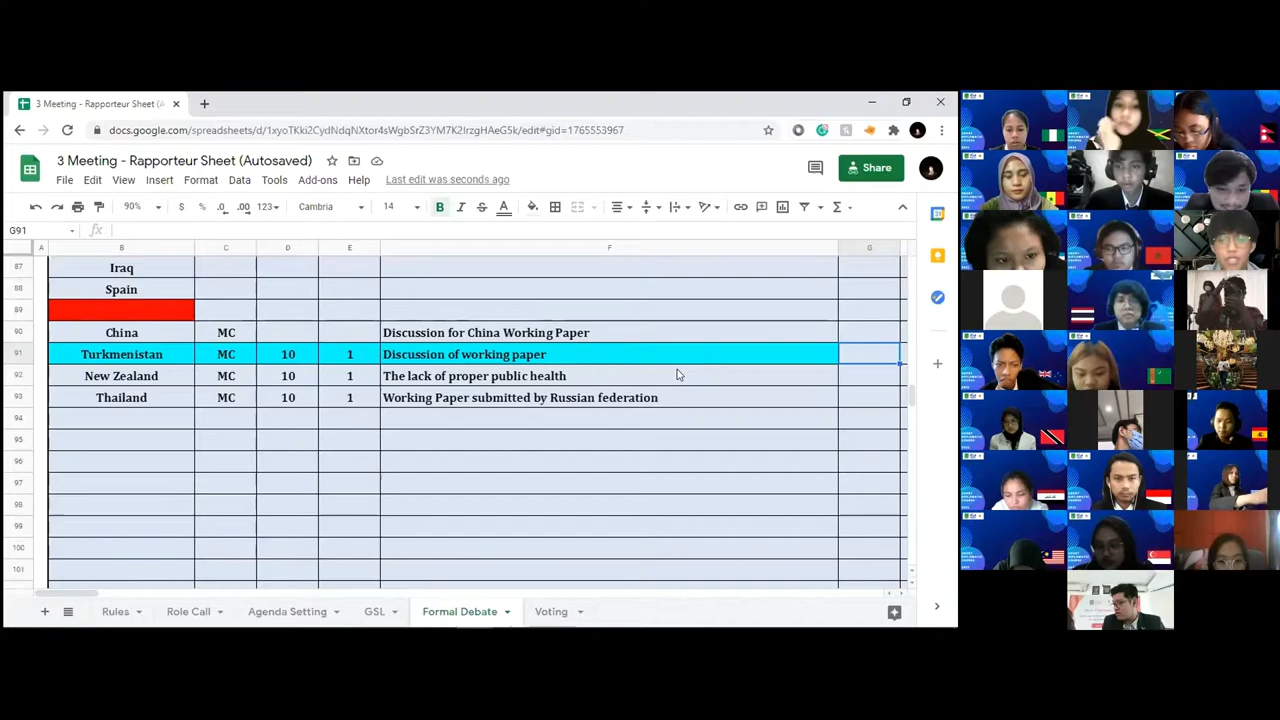 3 Meeting - Rapporteur Sheet (A
docs.google.com/spreadsheets/d/1xyoTKki2CydNdqNXtor4sWgbSrZ3YM7K2IrzgHAeG5k/edit#gid=1765553967
3 Meeting - Rapporteur Sheet (Autosaved)
File Edit View Insert Format Data Tools Add-ons Help Last edit was seconds ago
Share
90% $ % .0 .00 Cambria 14 B I S A
G91 fx
A B C D E F G
87 Iraq
88 Spain
89
90 China MC Discussion for China Working Paper
91 Turkmenistan MC 10 1 Discussion of working paper
92 New Zealand MC 10 1 The lack of proper public health
93 Thailand MC 10 1 Working Paper submitted by Russian federation
94
95
96
97
98
99
100
101
Rules Role Call Agenda Setting GSL Formal Debate Voting